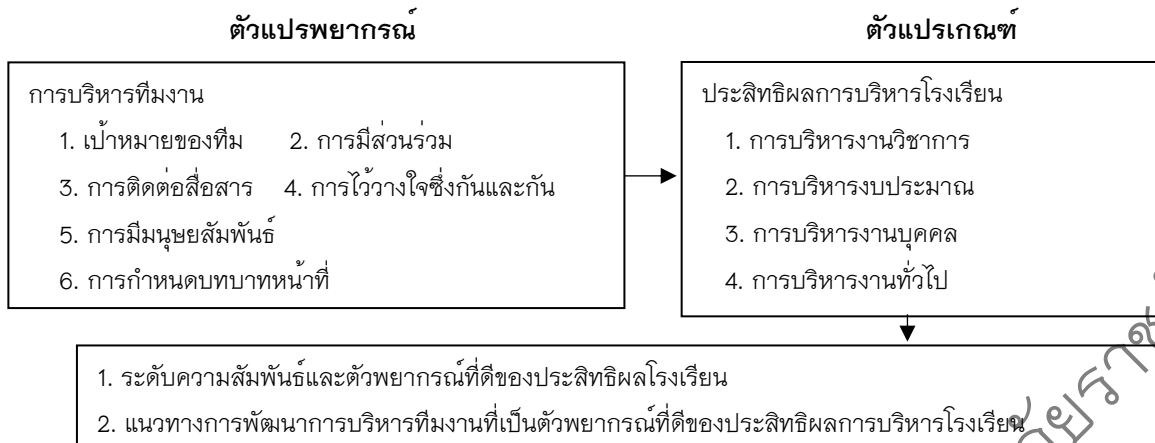 ตัวแปรพยากรณ์
ตัวแปรเกณฑ์
การบริหารทีมงาน
1. เป้าหมายของทีม 2. การมีส่วนร่วม
3. การติดต่อสื่อสาร 4. การไว้วางใจซึ่งกันและกัน
5. การมีมนุษยสัมพันธ์
6. การกำหนดบทบาทหน้าที่
ประสิทธิผลการบริหารโรงเรียน
1. การบริหารงานวิชาการ
2. การบริหารงบประมาณ
3. การบริหารงานบุคคล
4. การบริหารงานทั่วไป
1. ระดับความสัมพันธ์และตัวพยากรณ์ที่ดีของประสิทธิผลโรงเรียน
2. แนวทางการพัฒนาการบริหารทีมงานที่เป็นตัวพยากรณ์ที่ดีของประสิทธิผลการบริหารโรงเรียน